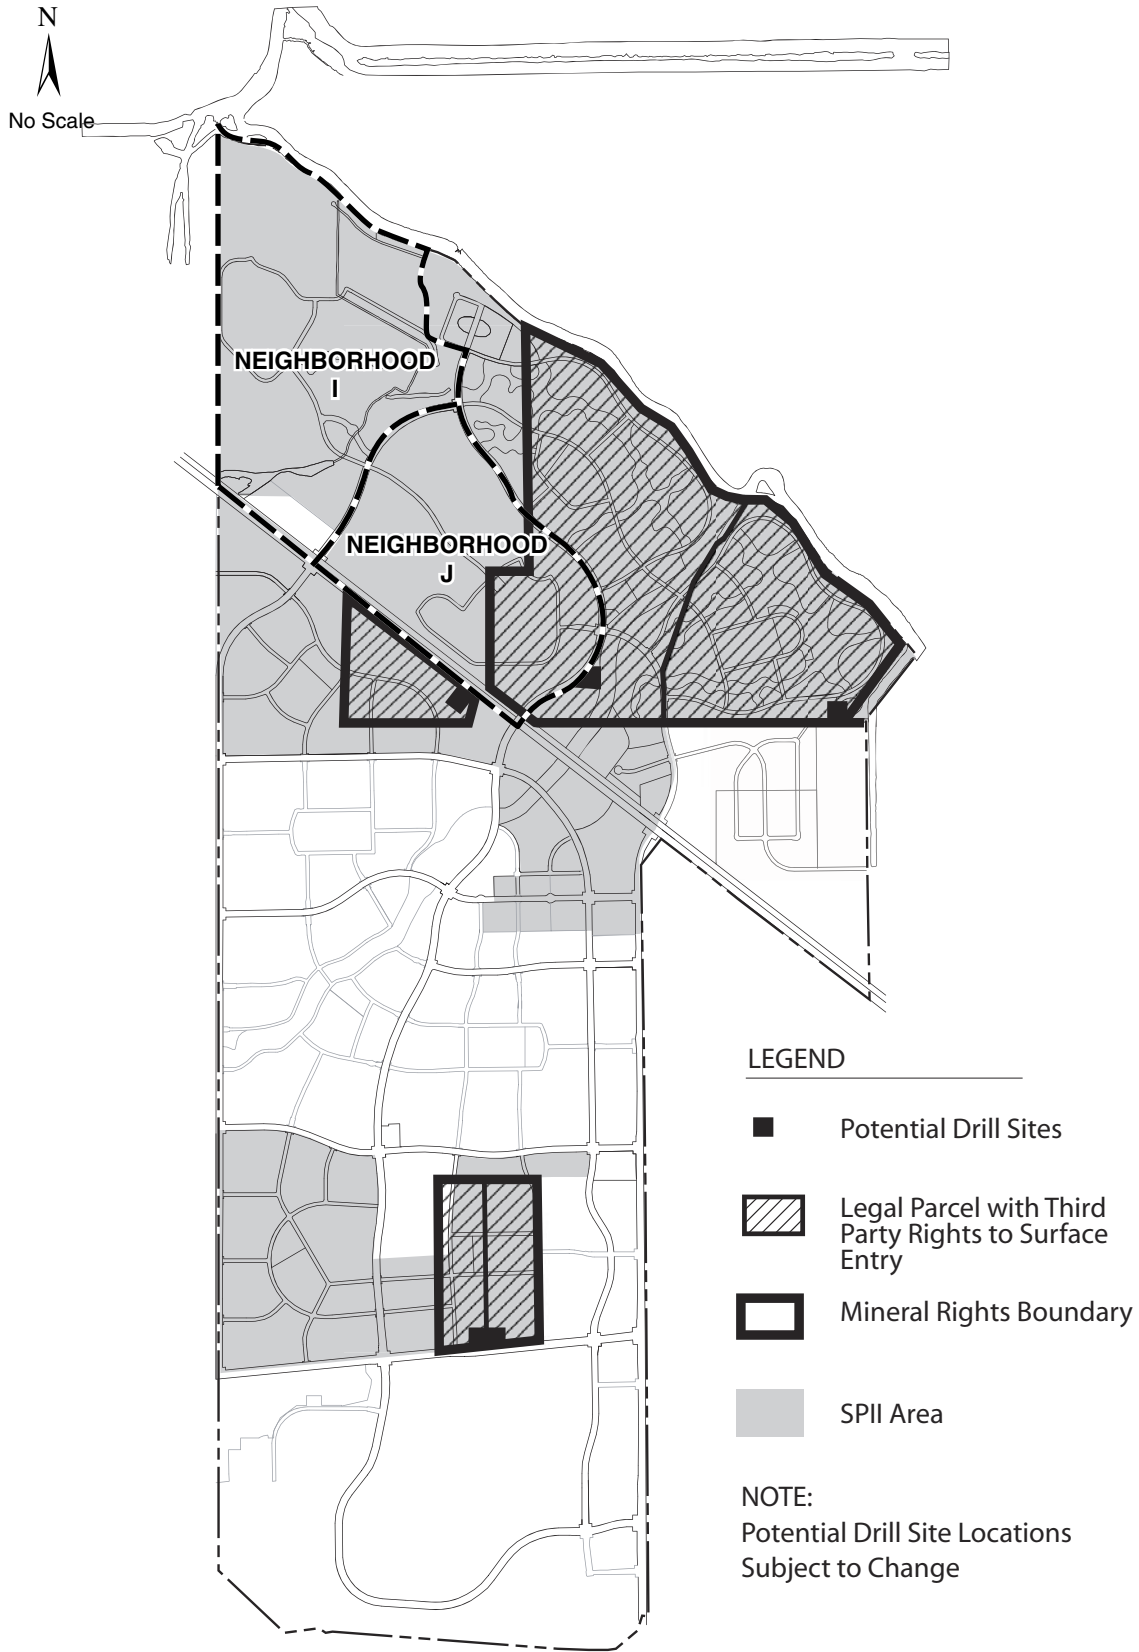 N
No Scale
NEIGHBORHOOD
I
NEIGHBORHOOD
J
LEGEND
Potential Drill Sites
Legal Parcel with Third
Party Rights to Surface
Entry
Mineral Rights Boundary
SPII Area
NOTE:
Potential Drill Site Locations
Subject to Change